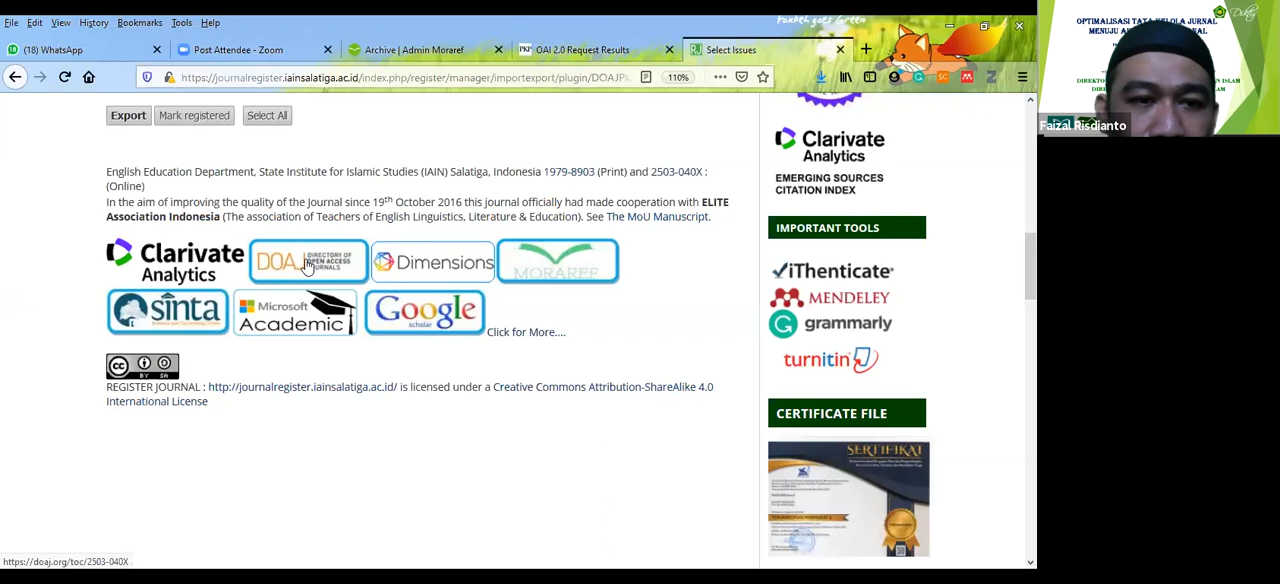 File Edit View History Bookmarks Tools Help
(18) WhatsApp
Post Attendee - Zoom
Archive | Admin Moraref
OAI 2.0 Request Results
Select Issues
https://journalregister.iainsalatiga.ac.id/index.php/register/manager/importexport/plugin/DOAJPl
110%
Export Mark registered Select All
English Education Department, State Institute for Islamic Studies (IAIN) Salatiga, Indonesia 1979-8903 (Print) and 2503-040X :
(Online)
In the aim of improving the quality of the Journal since 19th October 2016 this journal officially had made cooperation with ELITE
Association Indonesia (The association of Teachers of English Linguistics, Literature & Education). See The MoU Manuscript.
Clarivate
Analytics
DOAJ DIRECTORY OF
OPEN ACCESS
JOURNALS
Dimensions
MORAREF
sinta
Microsoft
Academic
Google
scholar
Click for More....
cc
BY SA
REGISTER JOURNAL : http://journalregister.iainsalatiga.ac.id/ is licensed under a Creative Commons Attribution-ShareAlike 4.0
International License
Clarivate
Analytics
EMERGING SOURCES
CITATION INDEX
IMPORTANT TOOLS
iThenticate
MENDELEY
grammarly
turnitin
CERTIFICATE FILE
SERTIFIKAT
https://doaj.org/toc/2503-040X
OPTIMALISASI TATA KELOLA JURNAL
Faizal Risdianto